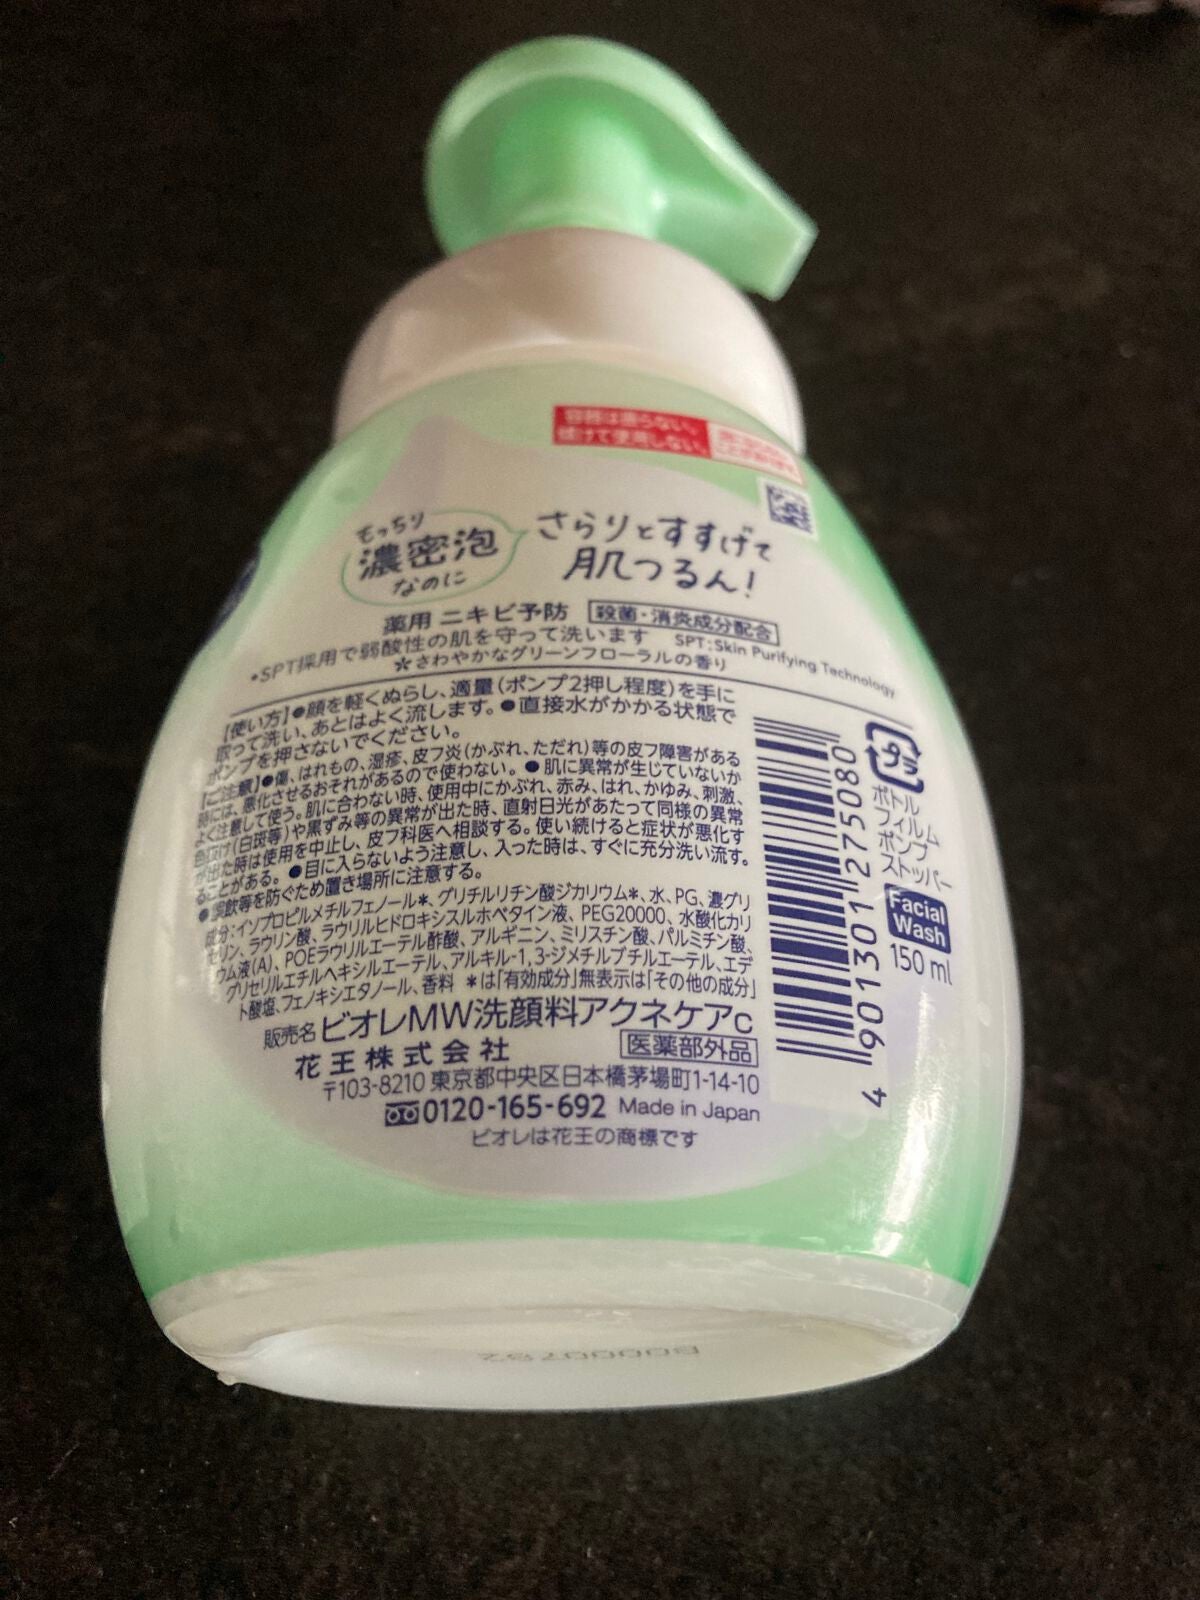 容器は振らない。
傾けて使用しない。
もっちり
濃密泡
なのに
さらりとすすげて
肌つるん!
薬用 ニキビ予防 殺菌・消炎成分配合
•SPT採用で弱酸性の肌を守って洗います SPT:Skin Purifying Technology
☆さわやかなグリーンフローラルの香り
【使い方】●顔を軽くぬらし、適量(ポンプ2押し程度)を手に
取って洗い、あとはよく流します。●直接水がかかる状態で
ポンプを押さないでください。
【ご注意】●傷、はれもの、湿疹、皮フ炎(かぶれ、ただれ)等の皮フ障害がある
時には、悪化させるおそれがあるので使わない。●肌に異常が生じていないか
よく注意して使う。肌に合わない時、使用中にかぶれ、赤み、はれ、かゆみ、刺激、
色抜け(白斑等)や黒ずみ等の異常が出た時、直射日光があたって同様の異常
が出た時は使用を中止し、皮フ科医へ相談する。使い続けると症状が悪化す
ることがある。●目に入らないよう注意し、入った時は、すぐに充分洗い流す。
●誤飲等を防ぐため置き場所に注意する。
成分:イソプロピルメチルフェノール*、グリチルリチン酸ジカリウム*、水、PG、濃グリ
セリン、ラウリン酸、ラウリルヒドロキシスルホベタイン液、PEG20000、水酸化カリ
ウム液(A)、POEラウリルエーテル酢酸、アルギニン、ミリスチン酸、パルミチン酸、
グリセリルエチルヘキシルエーテル、アルキル-1,3-ジメチルブチルエーテル、エデ
ト酸塩、フェノキシエタノール、香料 *は「有効成分」無表示は「その他の成分」
販売名 ビオレMW洗顔料アクネケアc
花王株式会社 医薬部外品
〒103-8210 東京都中央区日本橋茅場町1-14-10
0120-165-692 Made in Japan
ビオレは花王の商標です
4 901301 275080
プラ
ボトル
フィルム
ポンプ
ストッパー
Facial
Wash
150 ml